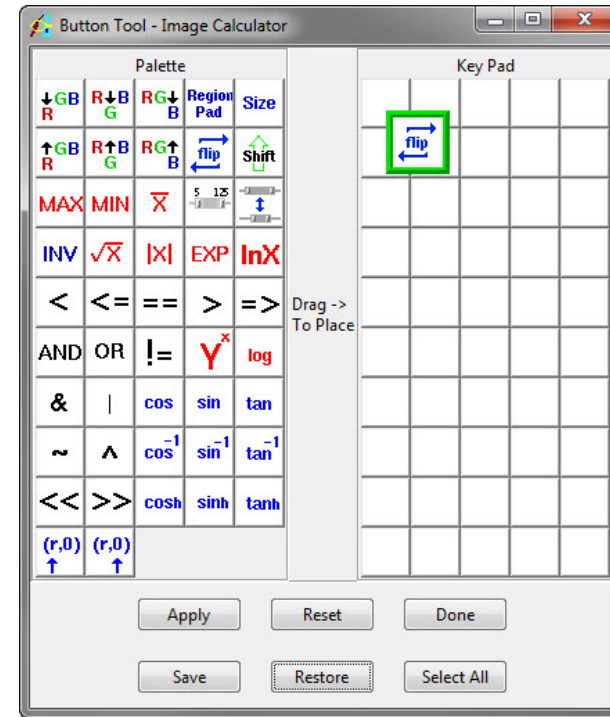 Button Tool - Image Calculator
Palette
Key Pad
↓GB R R↓B G RG↓ B Region Pad Size
↑GB R R↑B G RG↑ B flip Shift
flip
MAX MIN X̅ 5 125
INV √X̅ |X| EXP lnX
< <= == > =>
Drag ->
To Place
AND OR != Yˣ log
& | cos sin tan
~ ^ cos⁻¹ sin⁻¹ tan⁻¹
<< >> cosh sinh tanh
(r,0) ↑ (r,0) ↑
Apply Reset Done
Save Restore Select All